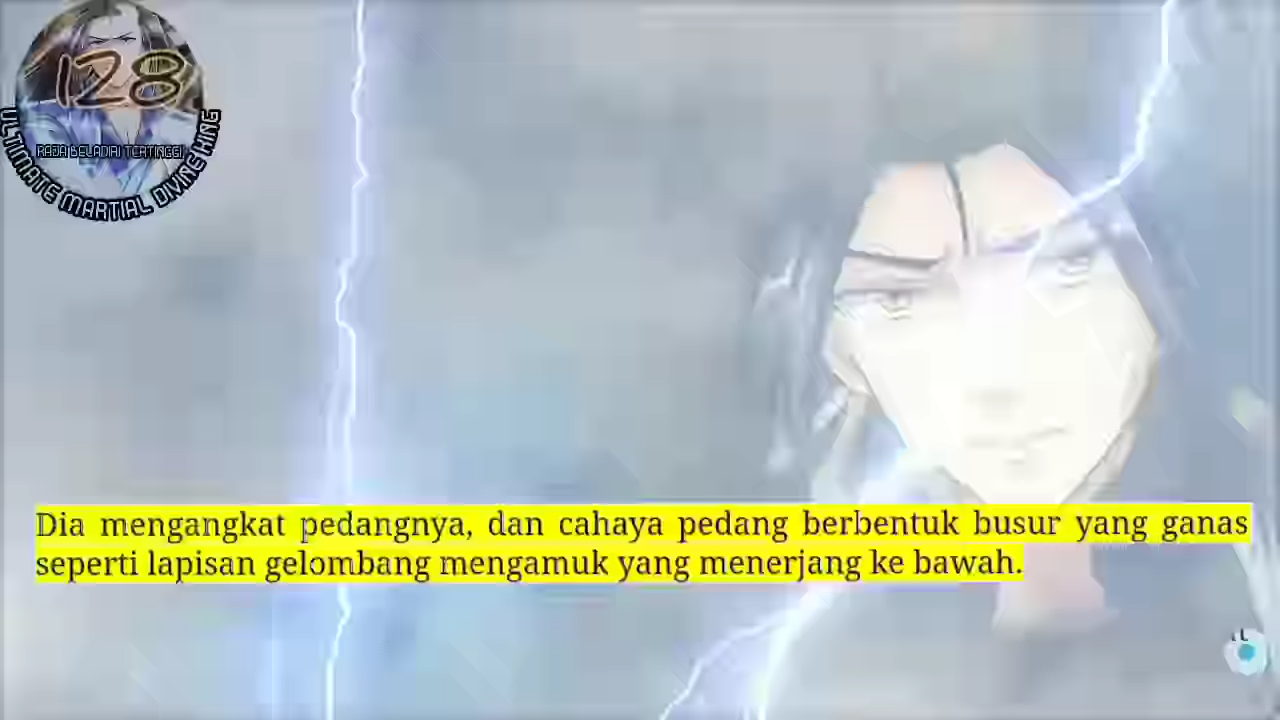 128
RAJA BELADIRI TERTINGGI
ULTIMATE MARTIAL DIVINE KING
Dia mengangkat pedangnya, dan cahaya pedang berbentuk busur yang ganas
seperti lapisan gelombang mengamuk yang menerjang ke bawah.